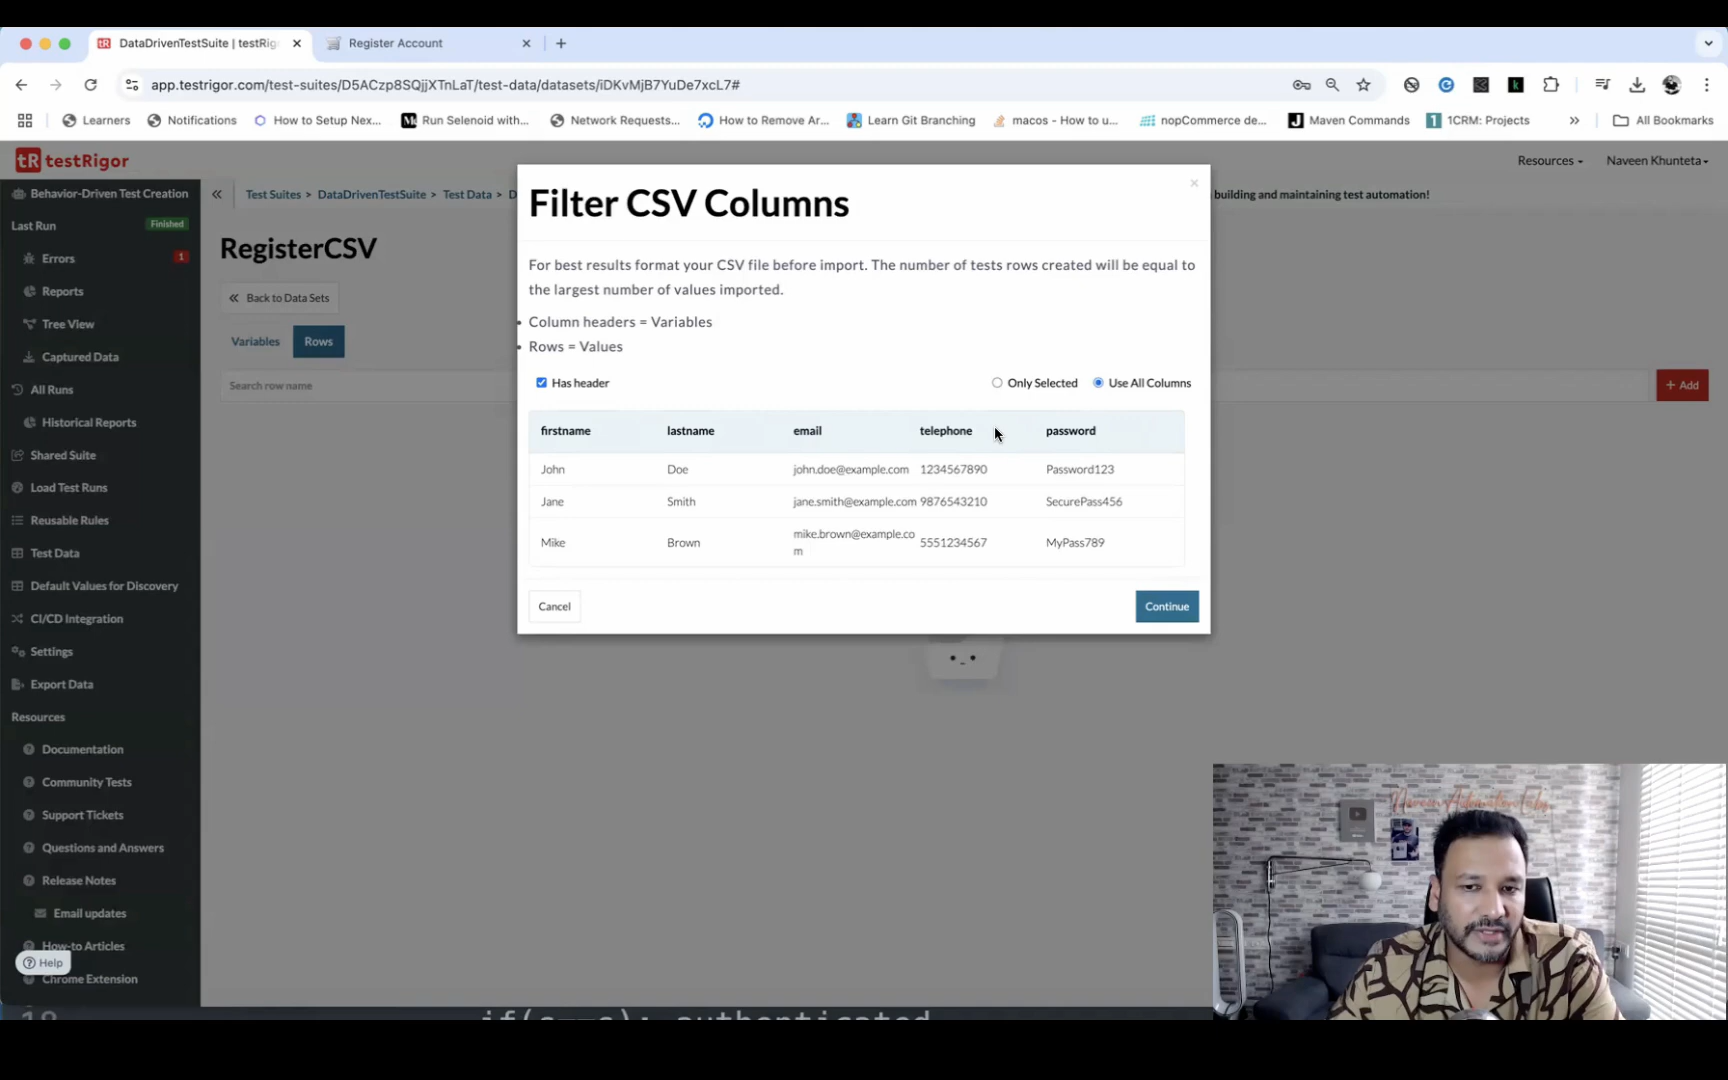 DataDrivenTestSuite | testRig
Register Account
app.testrigor.com/test-suites/D5ACzp8SQjjXTnLaT/test-data/datasets/iDKvMjB7YuDe7xcL7#
Learners
Notifications
How to Setup Nex...
Run Selenoid with...
Network Requests...
How to Remove Ar...
Learn Git Branching
macos - How to u...
nopCommerce de...
Maven Commands
1CRM: Projects
All Bookmarks
tR testRigor
Resources
Naveen Khunteta
Behavior-Driven Test Creation
Test Suites > DataDrivenTestSuite > Test Data > D
building and maintaining test automation!
Last Run
Finished
Errors
1
Reports
Tree View
Captured Data
All Runs
Historical Reports
Shared Suite
Load Test Runs
Reusable Rules
Test Data
Default Values for Discovery
CI/CD Integration
Settings
Export Data
Resources
Documentation
Community Tests
Support Tickets
Questions and Answers
Release Notes
Email updates
How-to Articles
Help
Chrome Extension
RegisterCSV
Back to Data Sets
Variables
Rows
Search row name
+ Add
Filter CSV Columns
×
For best results format your CSV file before import. The number of tests rows created will be equal to
the largest number of values imported.
Column headers = Variables
Rows = Values
Has header
Only Selected
Use All Columns
firstname lastname email telephone password
John Doe john.doe@example.com 1234567890 Password123
Jane Smith jane.smith@example.com 9876543210 SecurePass456
Mike Brown mike.brown@example.co
m 5551234567 MyPass789
Cancel
Continue
Naveen AutomationLabs